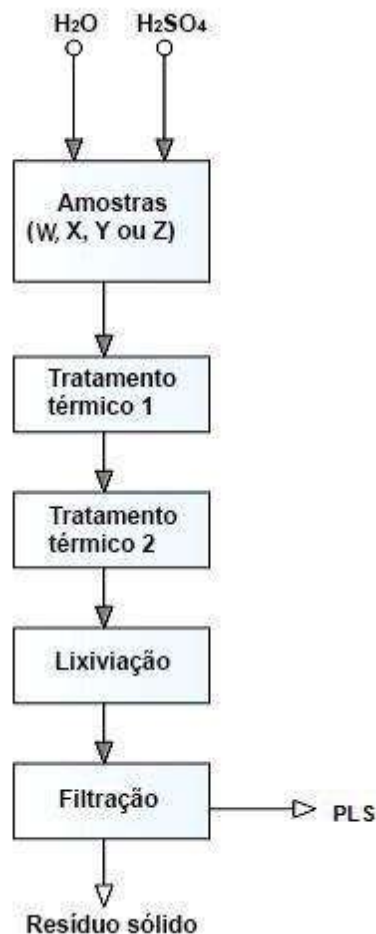 H₂O H₂SO₄
Amostras
(W, X, Y ou Z)
Tratamento
térmico 1
Tratamento
térmico 2
Lixiviação
Filtração
PLS
Resíduo sólido